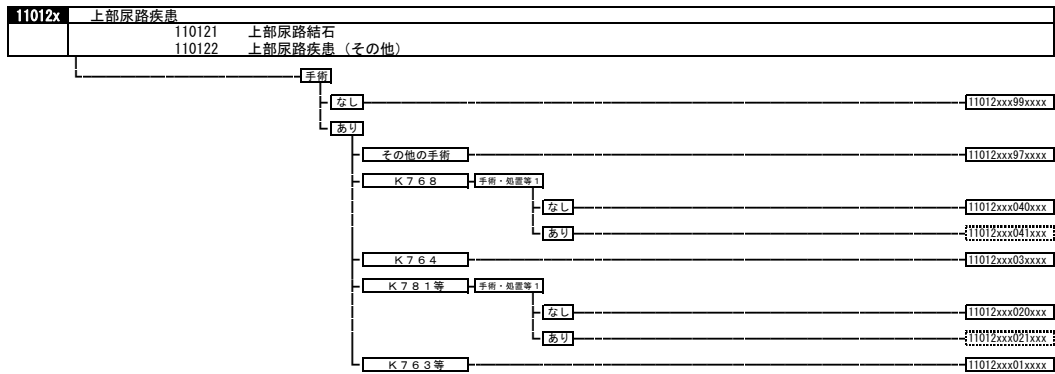 11012x 上部尿路疾患
110121 上部尿路結石
110122 上部尿路疾患(その他)
手術
なし 11012xxx99xxxx
あり
その他の手術 11012xxx97xxxx
K768 手術・処置等1
なし 11012xxx040xxx
あり 11012xxx041xxx
K764 11012xxx03xxxx
K781等 手術・処置等1
なし 11012xxx020xxx
あり 11012xxx021xxx
K763等 11012xxx01xxxx